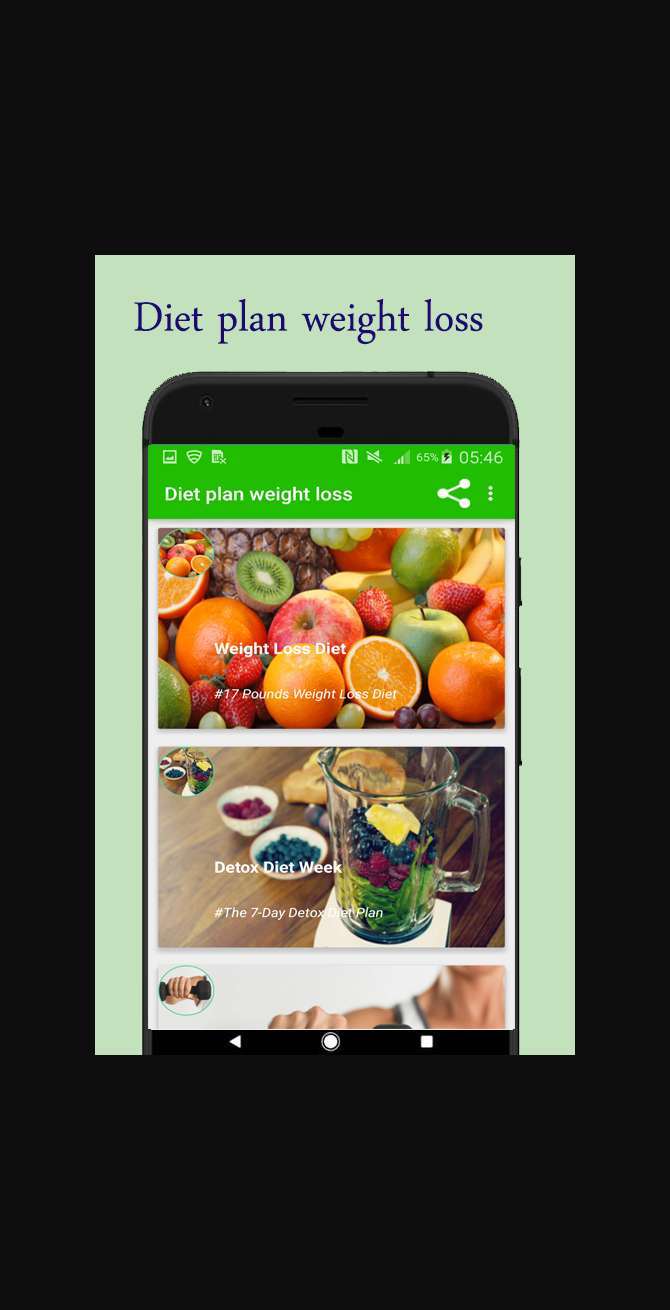 Diet plan weight loss
65% 05:46
Diet plan weight loss
Weight Loss Diet
#17 Pounds Weight Loss Diet
Detox Diet Week
#The 7-Day Detox Diet Plan